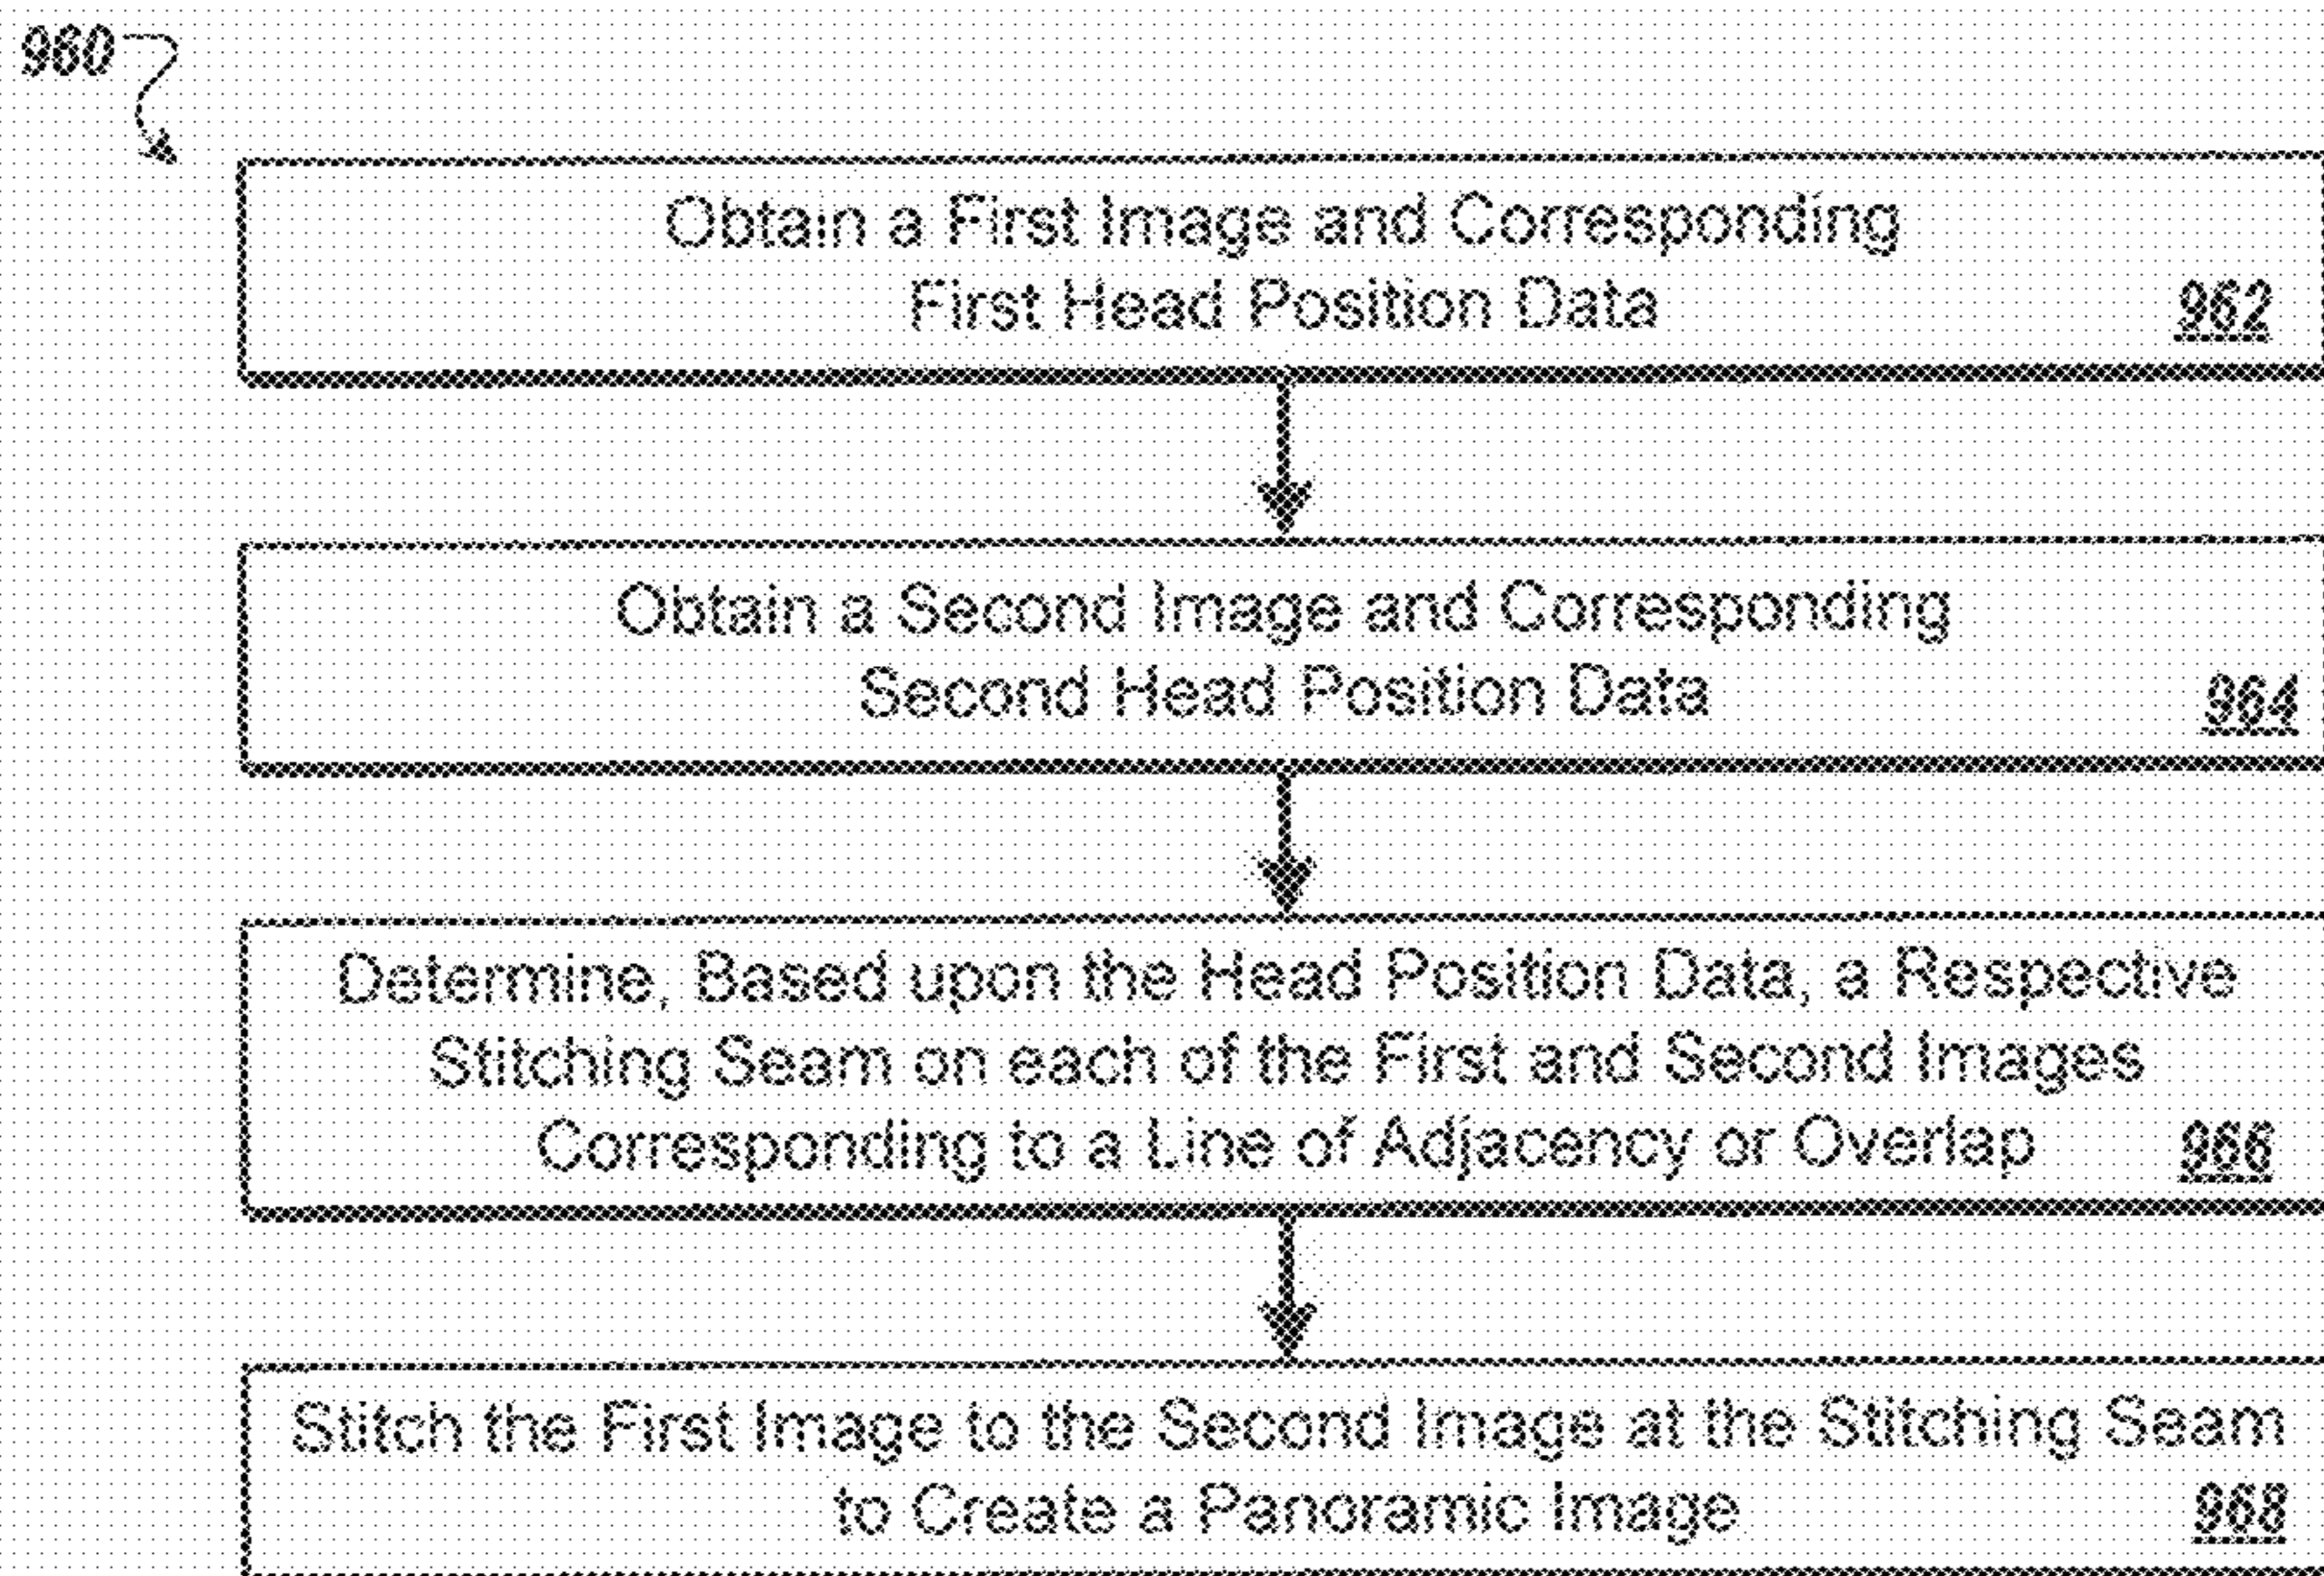 960
Obtain a First Image and Corresponding
First Head Position Data
962
Obtain a Second Image and Corresponding
Second Head Position Data
964
Determine, Based upon the Head Position Data, a Respective
Stitching Seam on each of the First and Second Images
Corresponding to a Line of Adjacency or Overlap 966
Stitch the First Image to the Second Image at the Stitching Seam
to Create a Panoramic Image
968